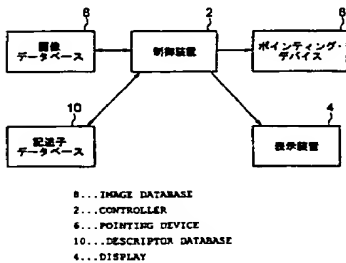 8
2
6
画像
データベース
制御装置
ポインティング・
デバイス
10
4
記述子
データベース
表示装置
8...IMAGE DATABASE
2...CONTROLLER
6...POINTING DEVICE
10...DESCRIPTOR DATABASE
4...DISPLAY